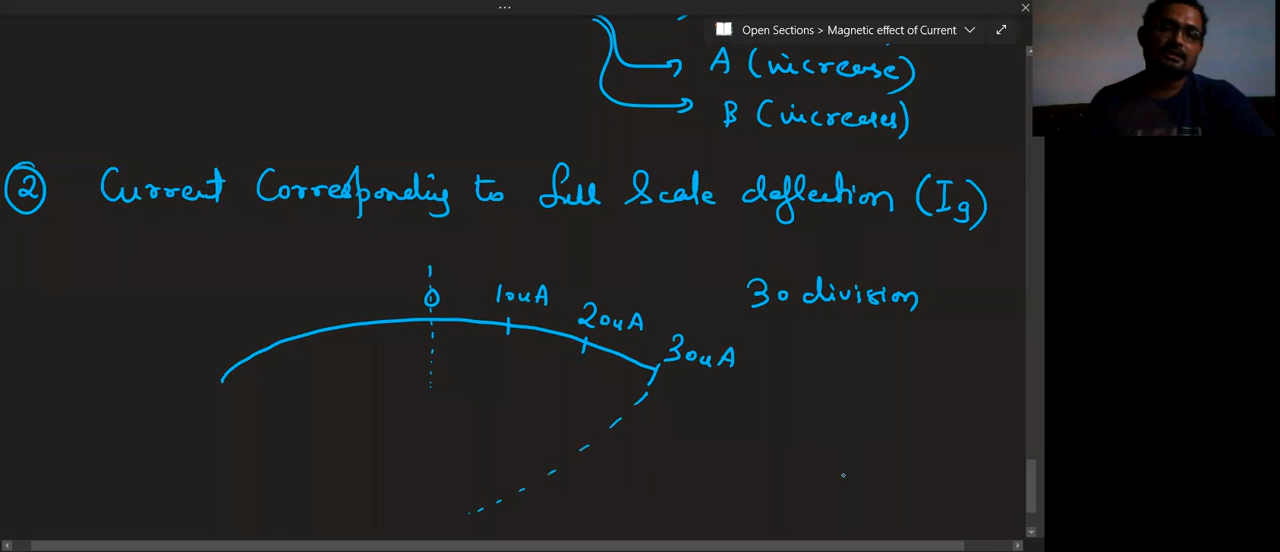 Open Sections > Magnetic effect of Current
A (increase)
B (increases)
② Current Corresponding to full Scale deflection (Ig)
0 10uA 20uA 30uA
30 division